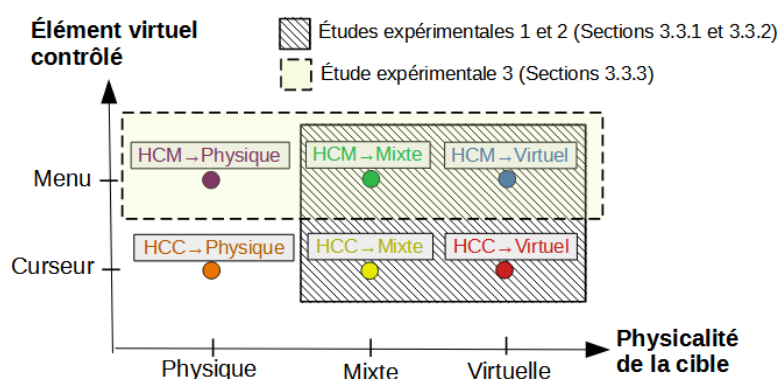 Élément virtuel
contrôlé
Études expérimentales 1 et 2 (Sections 3.3.1 et 3.3.2)
Étude expérimentale 3 (Sections 3.3.3)
HCM→Physique
HCM→Mixte
HCM→Virtuel
Menu
HCC→Physique
HCC→Mixte
HCC→Virtuel
Curseur
Physique
Mixte
Virtuelle
Physicalité
de la cible